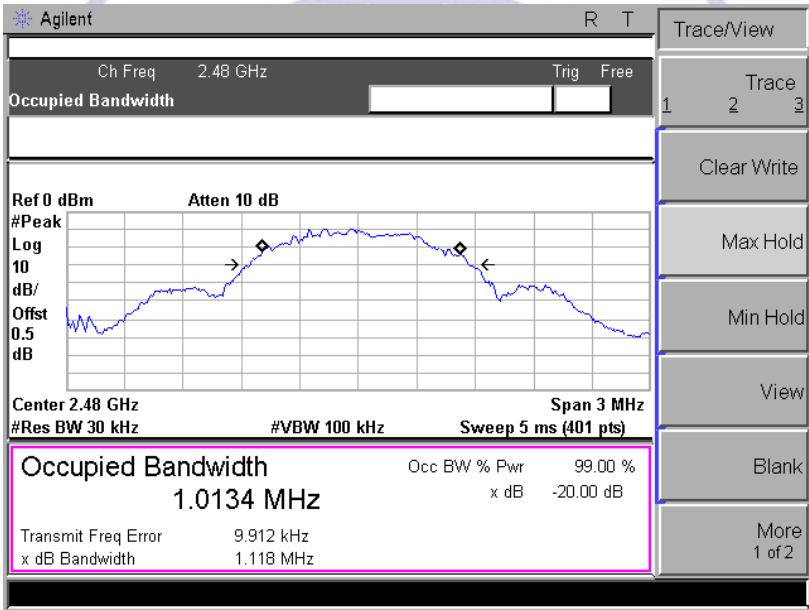 Agilent R T
Trace/View
Ch Freq 2.48 GHz Trig Free
Occupied Bandwidth
Trace
1 2 3
Clear Write
Max Hold
Min Hold
View
Blank
More
1 of 2
Ref 0 dBm Atten 10 dB
#Peak
Log
10
dB/
Offst
0.5
dB
Center 2.48 GHz Span 3 MHz
#Res BW 30 kHz #VBW 100 kHz Sweep 5 ms (401 pts)
Occupied Bandwidth Occ BW % Pwr 99.00 %
1.0134 MHz x dB -20.00 dB
Transmit Freq Error 9.912 kHz
x dB Bandwidth 1.118 MHz